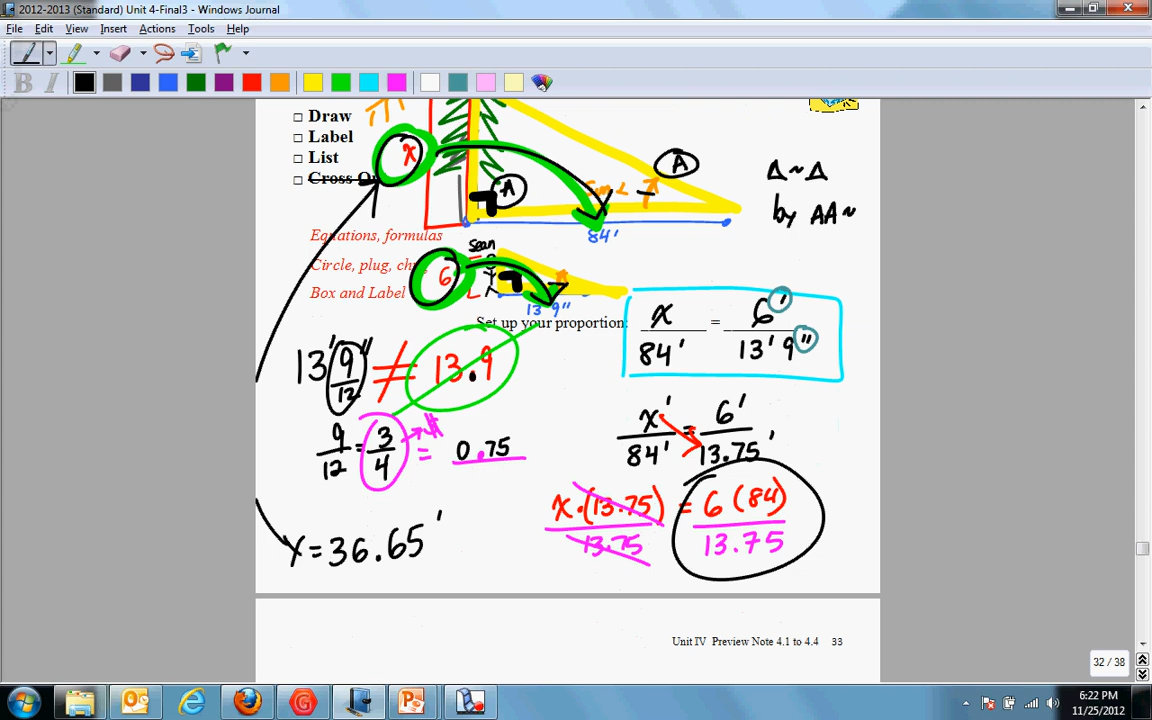 2012-2013 (Standard) Unit 4-Final3 - Windows Journal
File Edit View Insert Actions Tools Help
B I
Draw
Label
List
x
A
A
84'
Δ~Δ
by AA~
Equations, formulas
Circle, plug,
Box and Label
Sean
6
13' 9"
Set up your proportion:
x/84' = 6'/13' 9"
13' 9"/12 ≠ 13.9
x'/84' = 6'/13.75'
9/12 = 3/4 = 0.75
x·(13.75)/13.75 = 6(84)/13.75
x=36.65'
Unit IV Preview Note 4.1 to 4.4 33
32 / 38
6:22 PM
11/25/2012